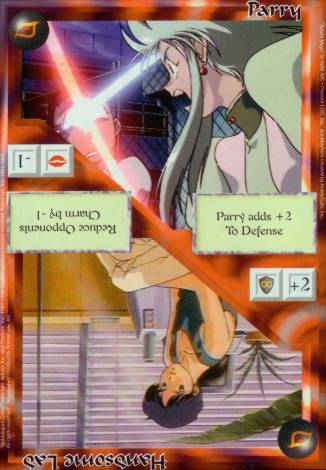 Parry
Parry adds +2
To Defense
+2
Handsome Lad
-1
Reduce Opponents
Charm by -1